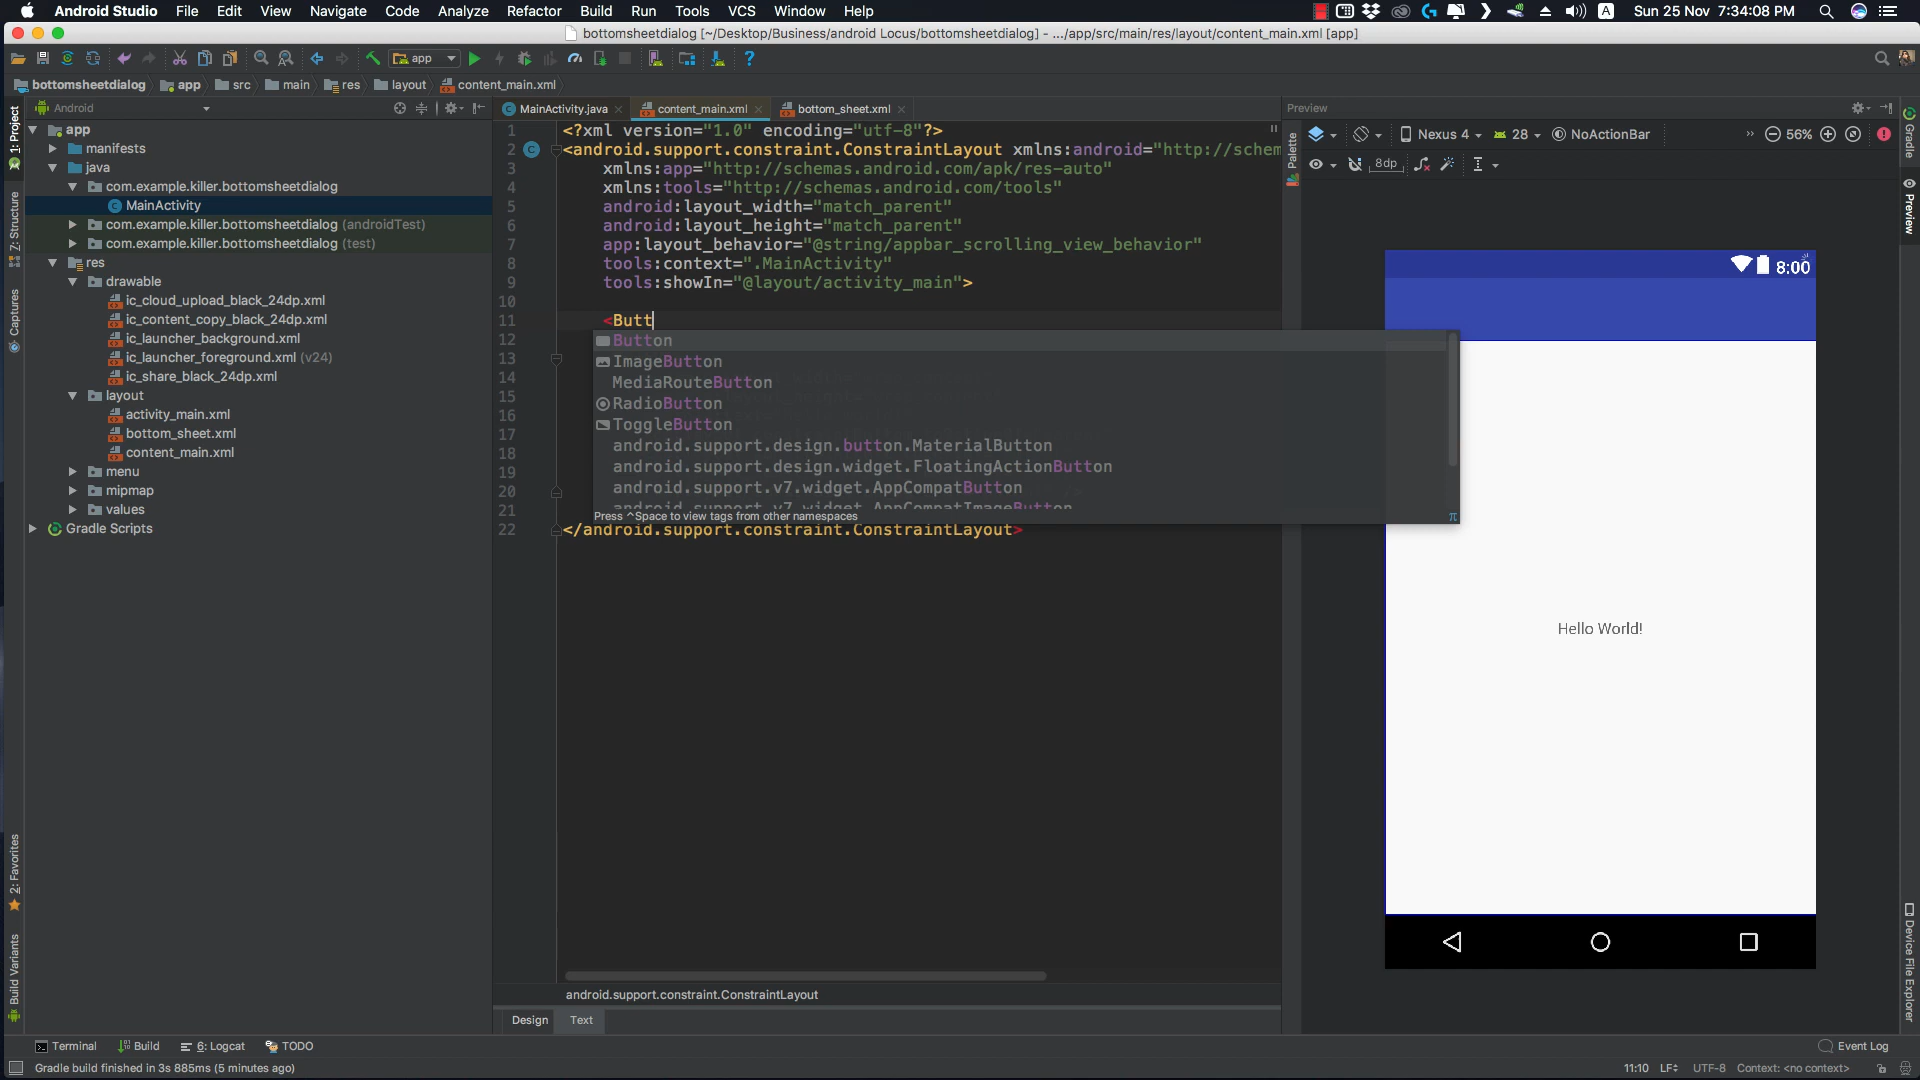 Android Studio File Edit View Navigate Code Analyze Refactor Build Run Tools VCS Window Help
A Sun 25 Nov 7:34:08 PM
bottomsheetdialog [~/Desktop/Business/android Locus/bottomsheetdialog] - .../app/src/main/res/layout/content_main.xml [app]
app
bottomsheetdialog app src main res layout content_main.xml
Android
MainActivity.java content_main.xml bottom_sheet.xml
Preview
1: Project
Z: Structure
Captures
2: Favorites
Build Variants
app
manifests
java
com.example.killer.bottomsheetdialog
MainActivity
com.example.killer.bottomsheetdialog (androidTest)
com.example.killer.bottomsheetdialog (test)
res
drawable
ic_cloud_upload_black_24dp.xml
ic_content_copy_black_24dp.xml
ic_launcher_background.xml
ic_launcher_foreground.xml (v24)
ic_share_black_24dp.xml
layout
activity_main.xml
bottom_sheet.xml
content_main.xml
menu
mipmap
values
Gradle Scripts
1 <?xml version="1.0" encoding="utf-8"?>
2 <android.support.constraint.ConstraintLayout xmlns:android="http://schem
3 xmlns:app="http://schemas.android.com/apk/res-auto"
4 xmlns:tools="http://schemas.android.com/tools"
5 android:layout_width="match_parent"
6 android:layout_height="match_parent"
7 app:layout_behavior="@string/appbar_scrolling_view_behavior"
8 tools:context=".MainActivity"
9 tools:showIn="@layout/activity_main">
10
11 <Butt
12
13
14
15
16
17
18
19
20
21
22 </android.support.constraint.ConstraintLayout>
Button
ImageButton
MediaRouteButton
RadioButton
ToggleButton
android.support.design.button.MaterialButton
android.support.design.widget.FloatingActionButton
android.support.v7.widget.AppCompatButton
android.support.v7.widget.AppCompatImageButton
Press ^Space to view tags from other namespaces
π
android.support.constraint.ConstraintLayout
Design Text
Palette
Nexus 4 28 NoActionBar 56%
8dp
8:00
Hello World!
Gradle
Preview
Device File Explorer
Terminal Build 6: Logcat TODO
Event Log
Gradle build finished in 3s 885ms (5 minutes ago)
11:10 LF UTF-8 Context: <no context>